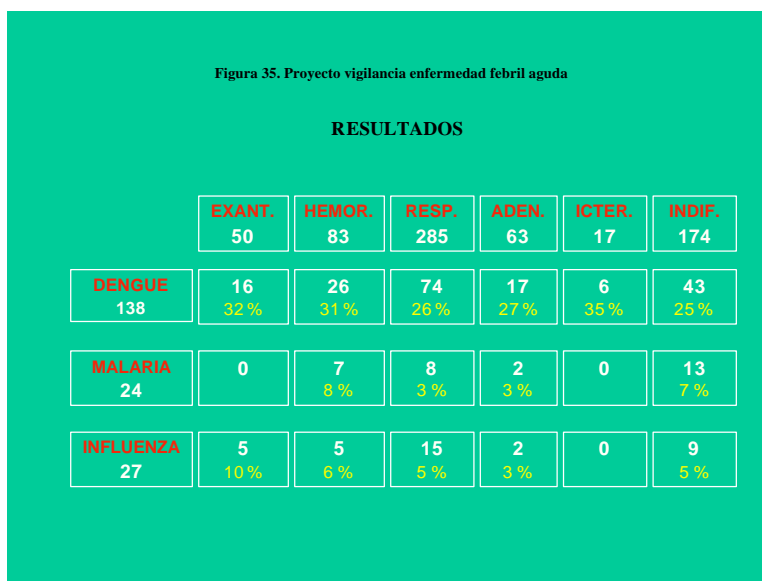 Figura 35. Proyecto vigilancia enfermedad febril aguda
RESULTADOS
EXANT. HEMOR. RESP. ADEN. ICTER. INDIF.
50 83 285 63 17 174
DENGUE 16 26 74 17 6 43
138 32 % 31 % 26 % 27 % 35 % 25 %
MALARIA 0 7 8 2 0 13
24 8 % 3 % 3 % 7 %
INFLUENZA 5 5 15 2 0 9
27 10 % 6 % 5 % 3 % 5 %